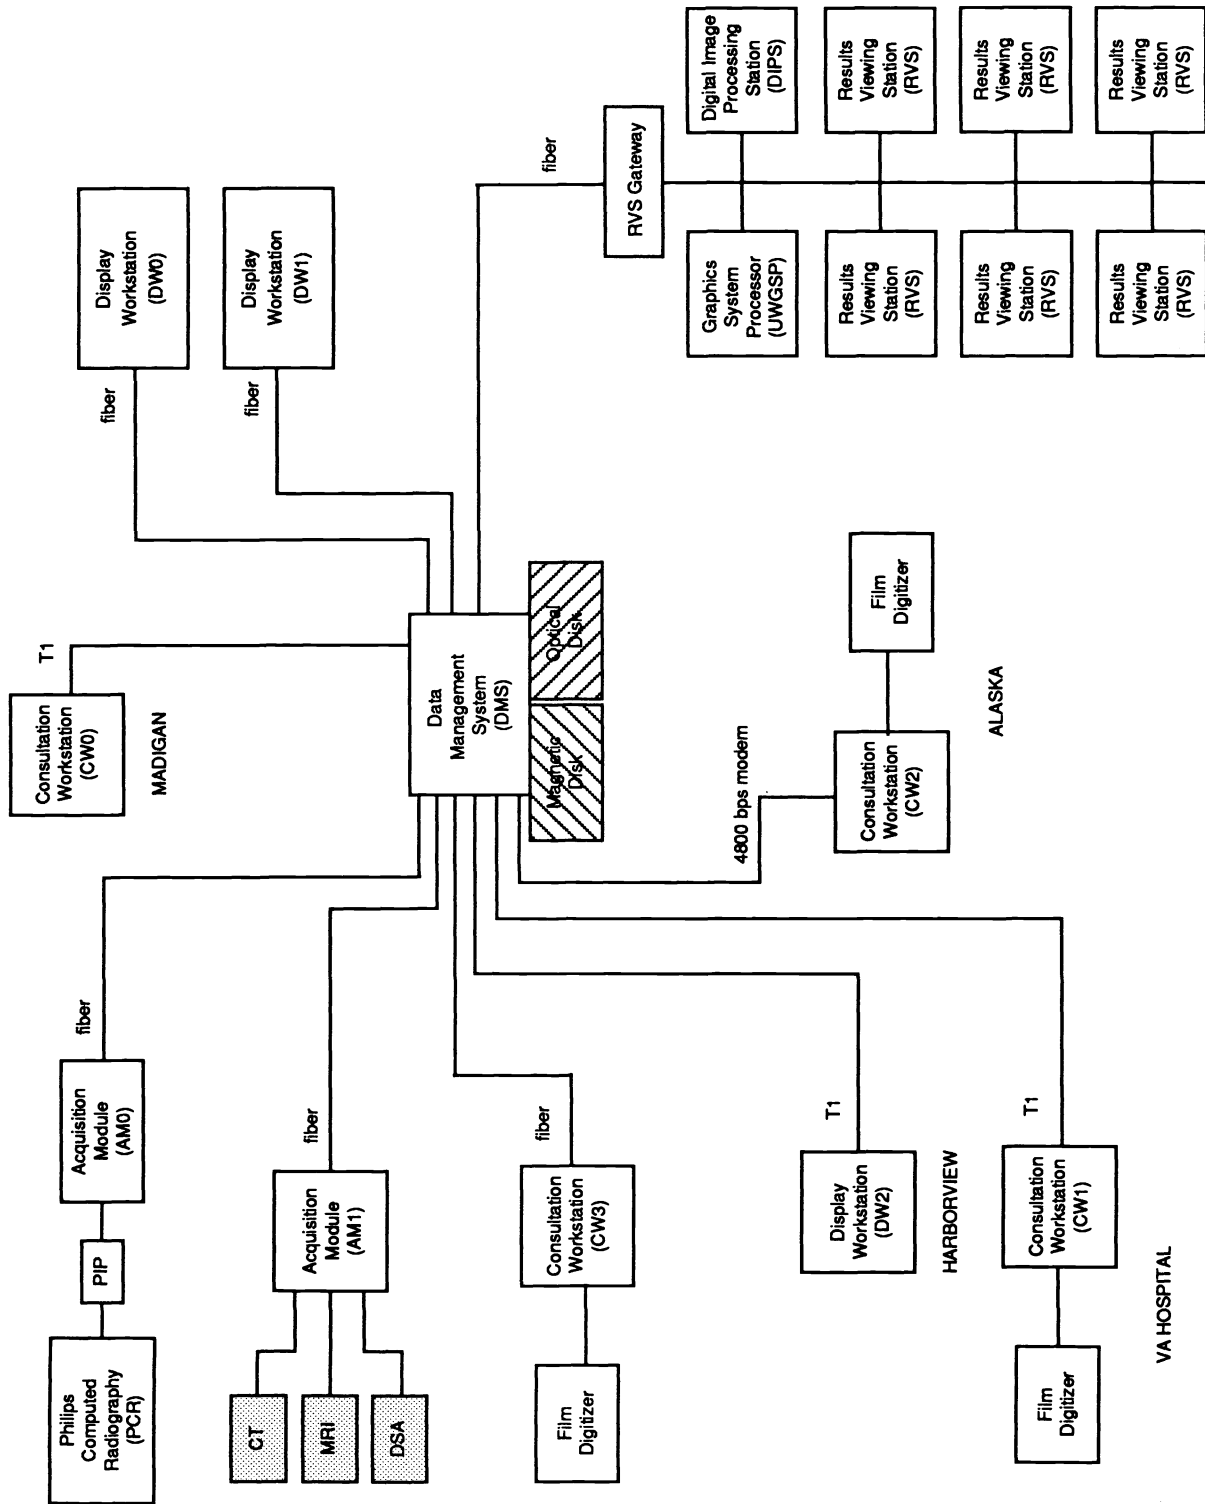 Philips
Computed
Radiography
(PCR)
PIP
Acquisition
Module
(AM0)
fiber
CT
MRI
DSA
Acquisition
Module
(AM1)
fiber
Film
Digitizer
Consultation
Workstation
(CW3)
fiber
Display
Workstation
(DW2)
T1
HARBORVIEW
Film
Digitizer
Consultation
Workstation
(CW1)
T1
VA HOSPITAL
Consultation
Workstation
(CW0)
T1
MADIGAN
Data
Management
System
(DMS)
Magnetic
Disk
Optical
Disk
4800 bps modem
Consultation
Workstation
(CW2)
Film
Digitizer
ALASKA
fiber
Display
Workstation
(DW0)
fiber
Display
Workstation
(DW1)
fiber
RVS Gateway
Graphics
System
Processor
(UWGSP)
Digital Image
Processing
Station
(DIPS)
Results
Viewing
Station
(RVS)
Results
Viewing
Station
(RVS)
Results
Viewing
Station
(RVS)
Results
Viewing
Station
(RVS)
Results
Viewing
Station
(RVS)
Results
Viewing
Station
(RVS)